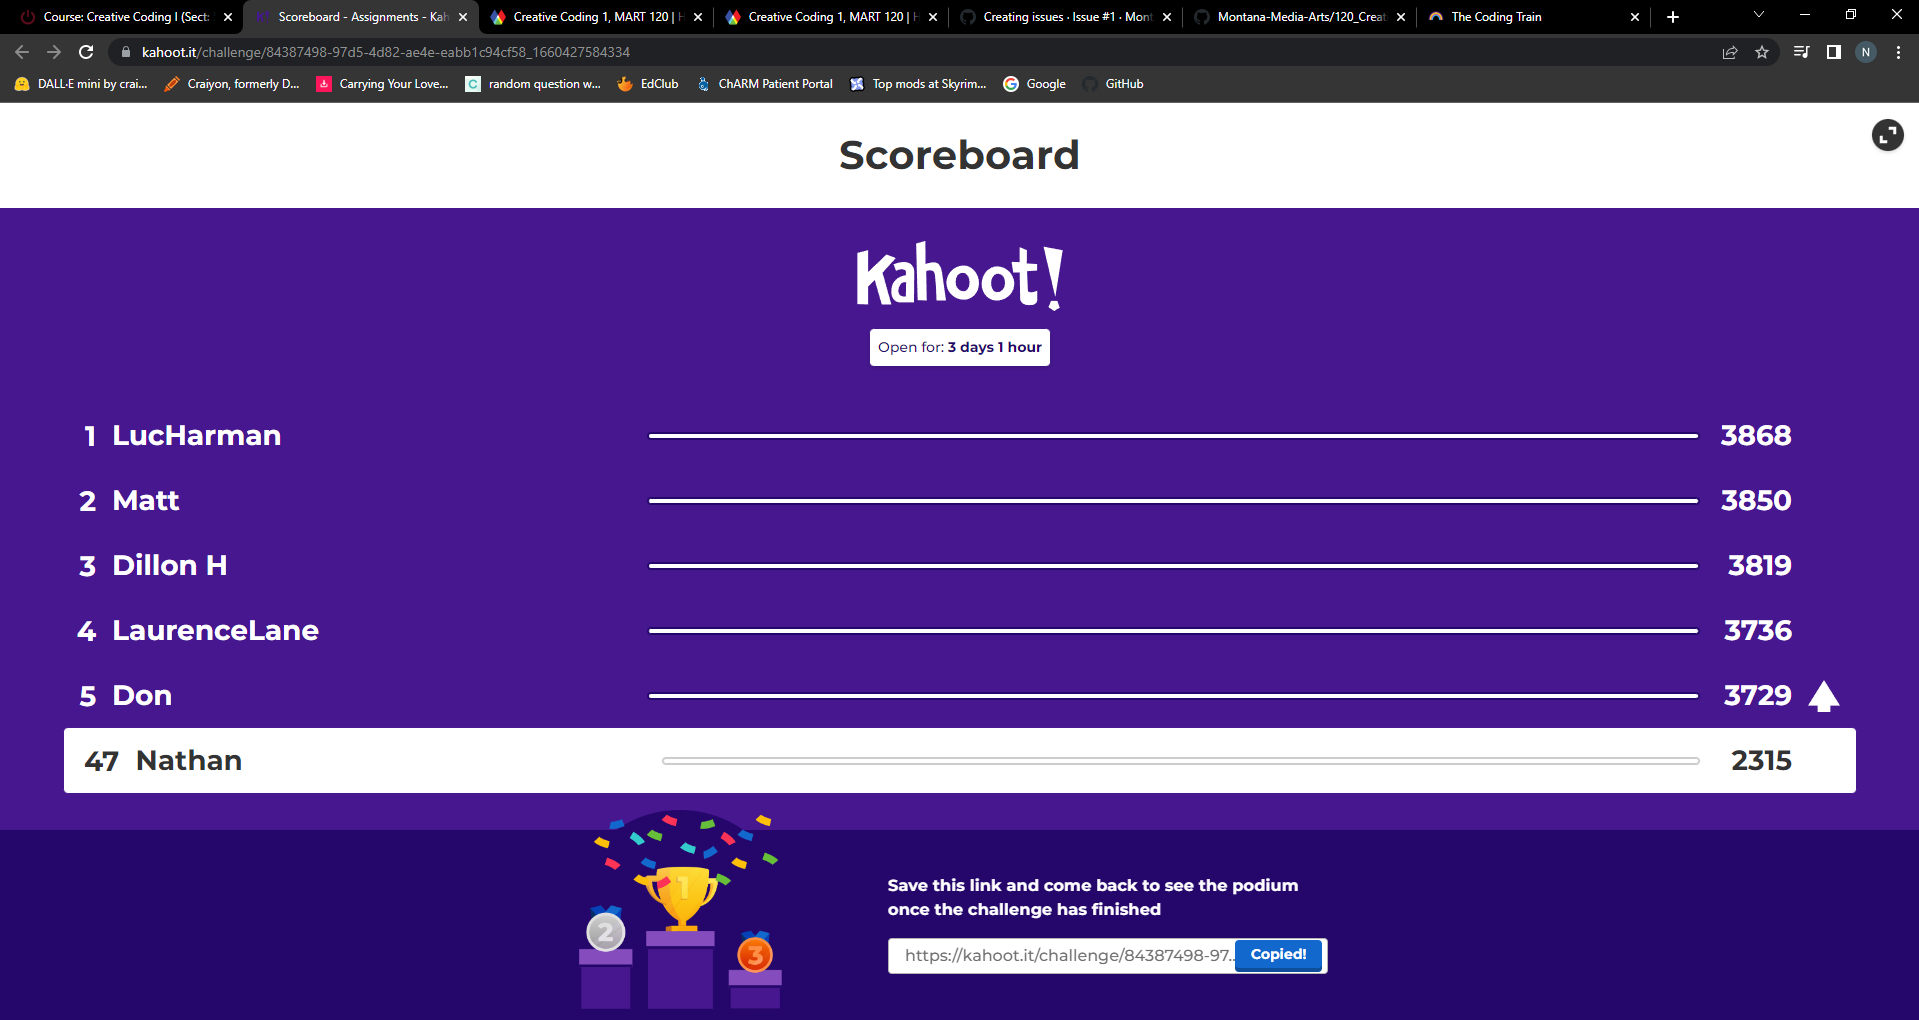 Course: Creative Coding I (Sect:
Scoreboard - Assignments - Kah
Creative Coding 1, MART 120 | H
Creative Coding 1, MART 120 | H
Creating issues · Issue #1 · Mont
Montana-Media-Arts/120_Creat
The Coding Train
kahoot.it/challenge/84387498-97d5-4d82-ae4e-eabb1c94cf58_1660427584334
N
DALL·E mini by crai...
Craiyon, formerly D...
Carrying Your Love...
random question w...
EdClub
ChARM Patient Portal
Top mods at Skyrim...
Google
GitHub
Scoreboard
Kahoot!
Open for: 3 days 1 hour
1 LucHarman 3868
2 Matt 3850
3 Dillon H 3819
4 LaurenceLane 3736
5 Don 3729
47 Nathan 2315
1
2
3
Save this link and come back to see the podium
once the challenge has finished
https://kahoot.it/challenge/84387498-97... Copied!